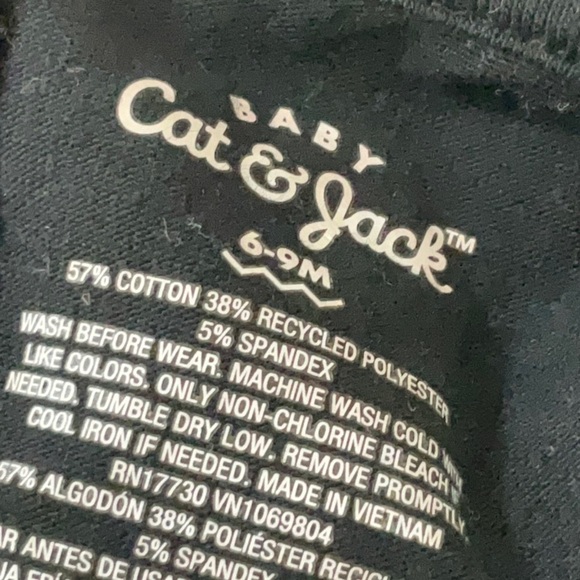 BABY
Cat & Jack™
6-9M
57% COTTON 38% RECYCLED POLYESTER
5% SPANDEX
WASH BEFORE WEAR. MACHINE WASH COLD
LIKE COLORS. ONLY NON-CHLORINE BLEACH
NEEDED. TUMBLE DRY LOW. REMOVE PROMPTLY.
COOL IRON IF NEEDED. MADE IN VIETNAM
RN17730 VN1069804
57% ALGODÓN 38% POLIÉSTER
5% SPANDEX
ANTES DE